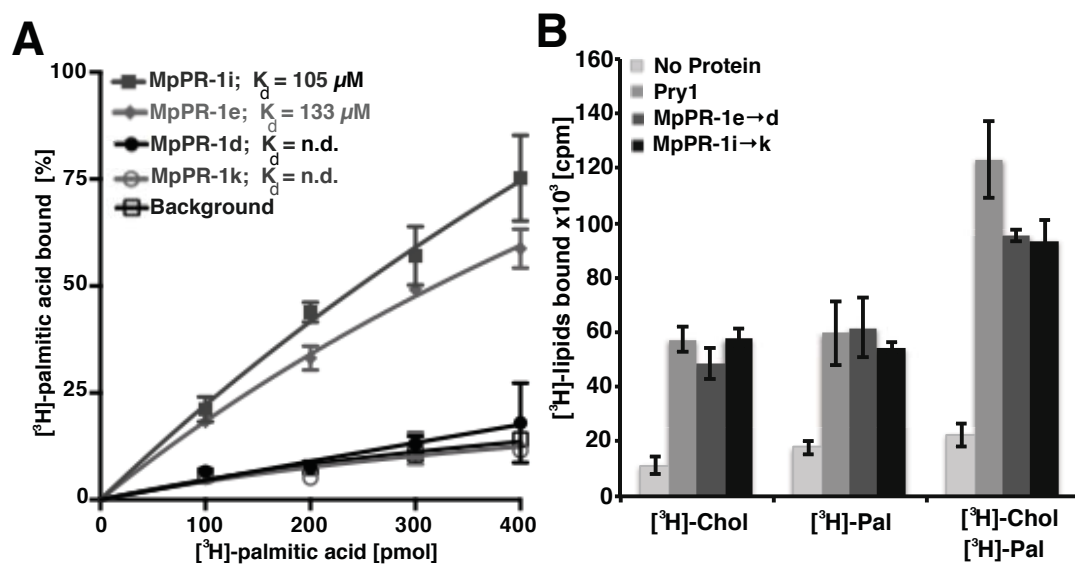 A
100
75
50
25
0
[³H]-palmitic acid bound [%]
MpPR-1i; Kd = 105 µM
MpPR-1e; Kd = 133 µM
MpPR-1d; Kd = n.d.
MpPR-1k; Kd = n.d.
Background
0 100 200 300 400
[³H]-palmitic acid [pmol]
B
160
140
120
100
80
60
40
20
0
[³H]-lipids bound x10³ [cpm]
No Protein
Pry1
MpPR-1e→d
MpPR-1i→k
[³H]-Chol [³H]-Pal [³H]-Chol
[³H]-Pal